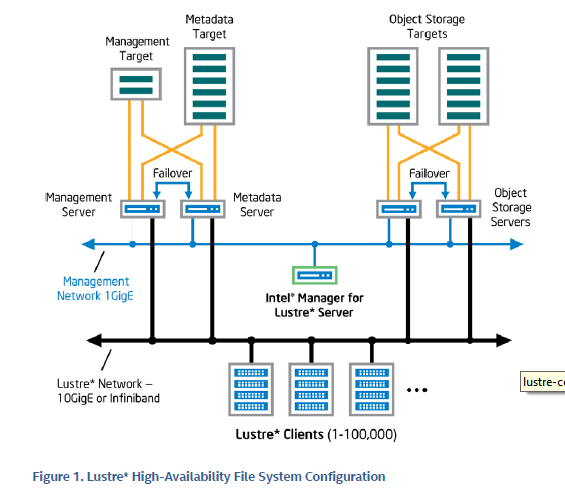 Metadata
Target
Object Storage
Targets
Management
Target
Failover
Failover
Management
Server
Metadata
Server
Object
Storage
Servers
Management
Network 1GigE
Intel® Manager for
Lustre* Server
Lustre* Network –
10GigE or Infiniband
lustre-c
Lustre* Clients (1-100,000)
Figure 1. Lustre* High-Availability File System Configuration